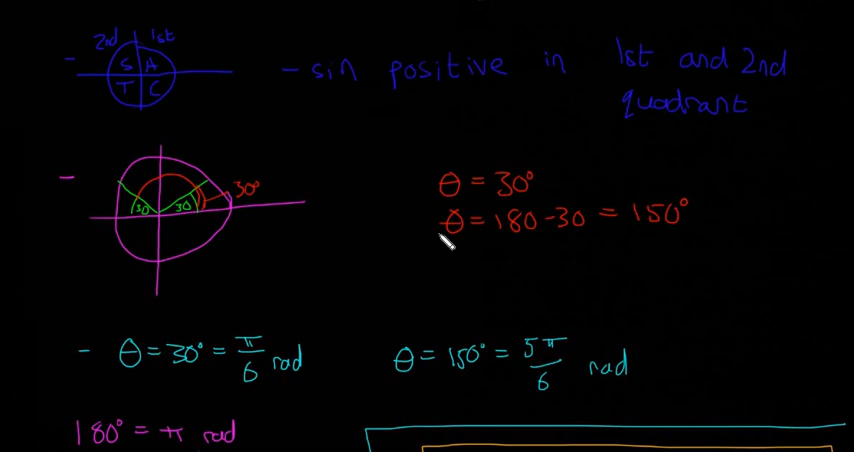 2nd 1st
- S A - sin positive in 1st and 2nd
T C quadrant
- 30°
30 30
θ = 30°
θ = 180 - 30 = 150°
- θ = 30° = π/6 rad θ = 150° = 5π/6 rad
180° = π rad